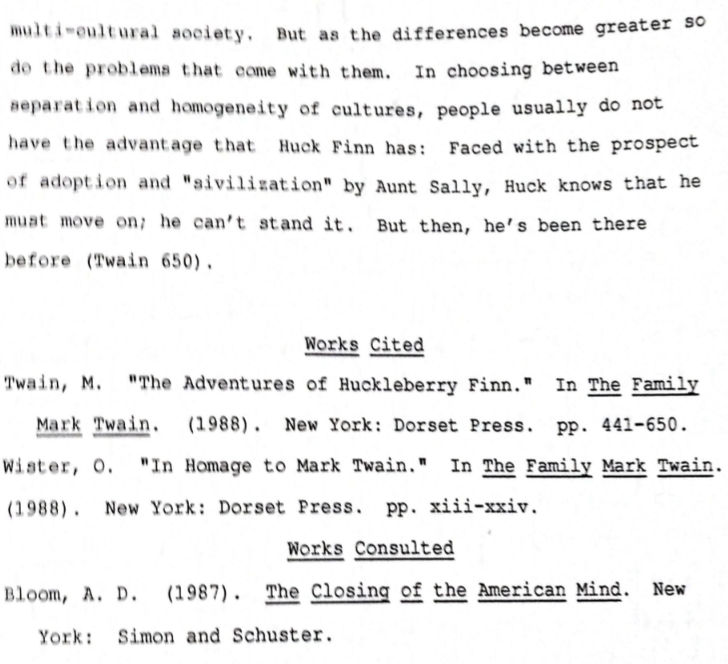 multi-cultural society. But as the differences become greater so
do the problems that come with them. In choosing between
separation and homogeneity of cultures, people usually do not
have the advantage that Huck Finn has: Faced with the prospect
of adoption and "sivilization" by Aunt Sally, Huck knows that he
must move on; he can't stand it. But then, he's been there
before (Twain 650).
Works Cited
Twain, M. "The Adventures of Huckleberry Finn." In The Family
Mark Twain. (1988). New York: Dorset Press. pp. 441-650.
Wister, O. "In Homage to Mark Twain." In The Family Mark Twain.
(1988). New York: Dorset Press. pp. xiii-xxiv.
Works Consulted
Bloom, A. D. (1987). The Closing of the American Mind. New
York: Simon and Schuster.